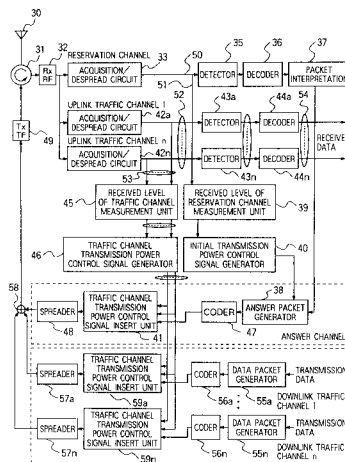 30
31
32
Rx
RF
RESERVATION CHANNEL
33
ACQUISITION/
DESPREAD CIRCUIT
50
51
35
DETECTOR
36
DECODER
37
PACKET
INTERPRETATION
UPLINK TRAFFIC CHANNEL 1
42a
ACQUISITION/
DESPREAD CIRCUIT
52
43a
DETECTOR
44a
DECODER
54
UPLINK TRAFFIC CHANNEL n
42n
ACQUISITION/
DESPREAD CIRCUIT
53
DETECTOR
43n
DECODER
44n
RECEIVE
DATA
Tx
TF
49
45
RECEIVED LEVEL
OF TRAFFIC CHANNEL
MEASUREMENT UNIT
RECEIVED LEVEL OF
RESERVATION CHANNEL
MEASUREMENT UNIT
39
46
TRAFFIC CHANNEL
TRANSMISSION POWER
CONTROL SIGNAL GENERATOR
INITIAL TRANSMISSION
POWER CONTROL
SIGNAL GENERATOR
40
58
SPREADER
48
TRAFFIC CHANNEL
TRANSMISSION
POWER CONTROL
SIGNAL INSERT UNIT
41
CODER
47
38
ANSWER PACKET
GENERATOR
ANSWER CHANNEL
SPREADER
57a
TRAFFIC CHANNEL
TRANSMISSION
POWER CONTROL
SIGNAL INSERT UNIT
59a
CODER
56a
DATA PACKET
GENERATOR
55a
TRANSMISSION
DATA
DOWNLINK TRAFFIC
CHANNEL 1
SPREADER
57n
TRAFFIC CHANNEL
TRANSMISSION
POWER CONTROL
SIGNAL INSERT UNIT
59n
CODER
56n
DATA PACKET
GENERATOR
55n
TRANSMISSION
DATA
DOWNLINK TRAFFIC
CHANNEL n